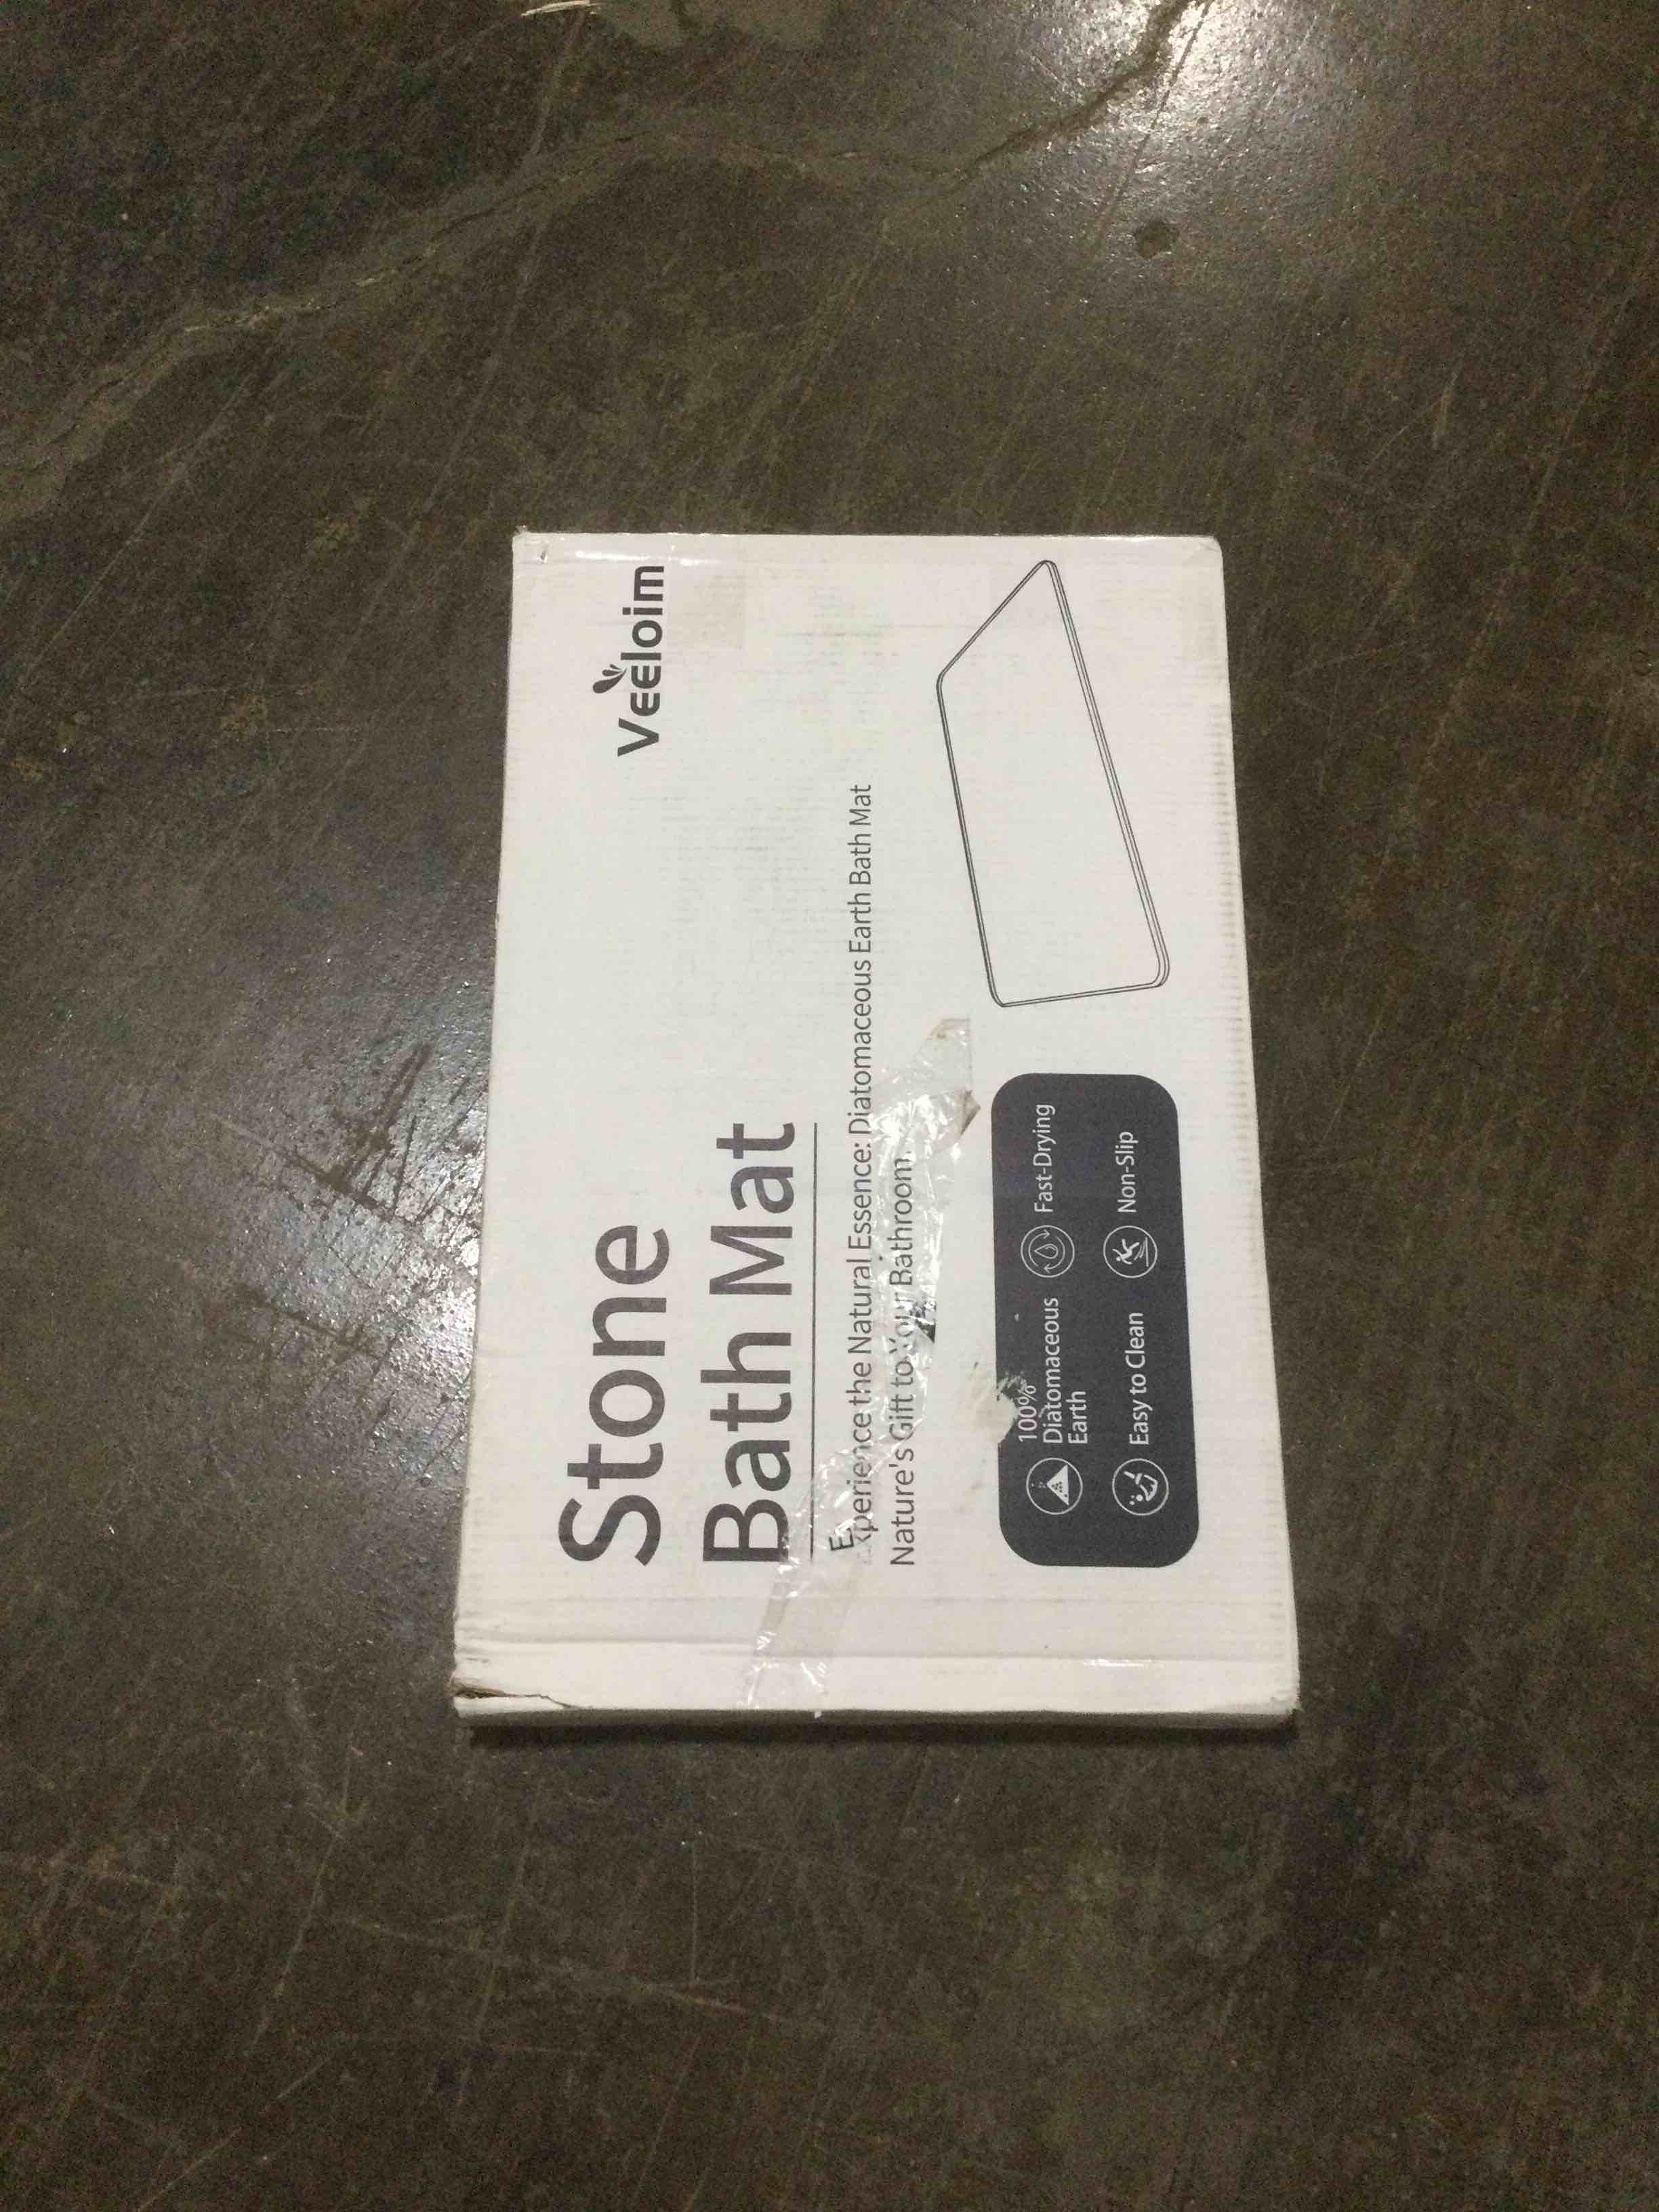 Veeloim
Stone
Bath Mat
Experience the Natural Essence: Diatomaceous Earth Bath Mat
Nature's Gift to Your Bathroom.
100%
Diatomaceous
Earth
Fast-Drying
Easy to Clean
Non-Slip